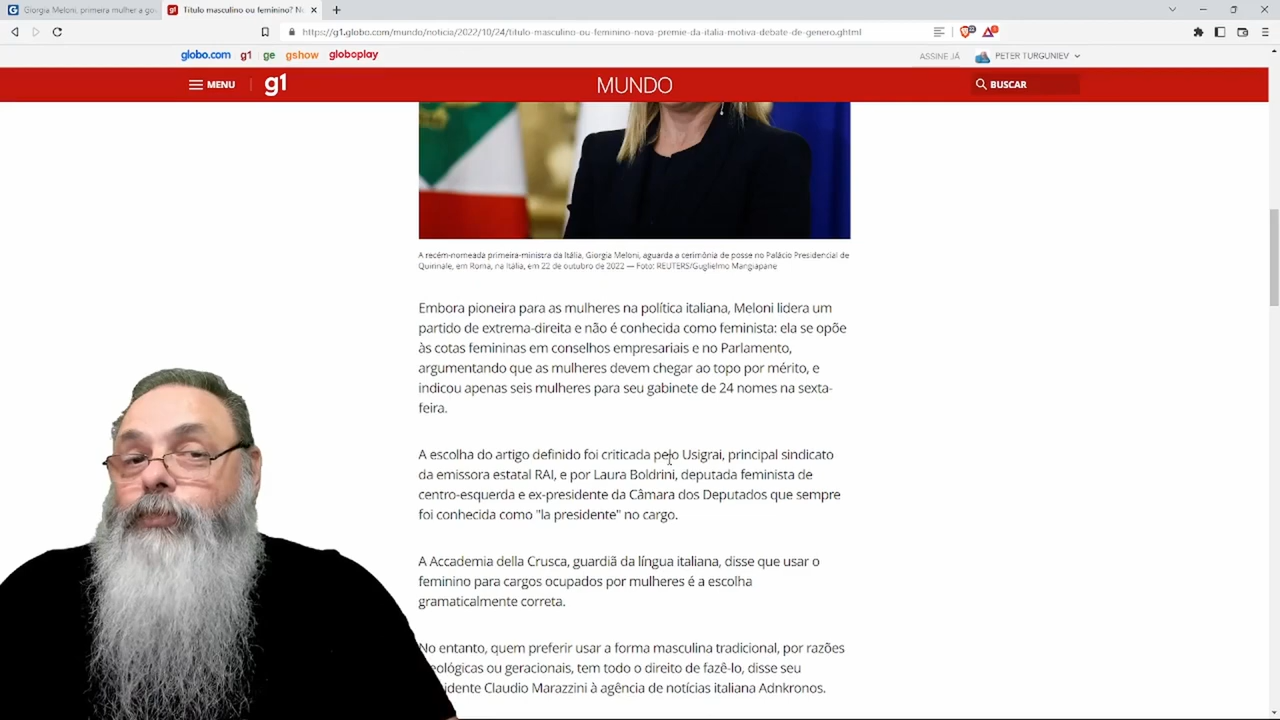 Giorgia Meloni, primeira mulher a go
Título masculino ou feminino? No
https://g1.globo.com/mundo/noticia/2022/10/24/titulo-masculino-ou-feminino-nova-premie-da-italia-motiva-debate-de-genero.ghtml
globo.com g1 ge gshow globoplay
ASSINE JÁ
PETER TURGUNIEV
MENU
g1
MUNDO
BUSCAR
A recém-nomeada primeira-ministra da Itália, Giorgia Meloni, aguarda a cerimônia de posse no Palácio Presidencial de
Quirinale, em Roma, na Itália, em 22 de outubro de 2022 — Foto: REUTERS/Guglielmo Mangiapane
Embora pioneira para as mulheres na política italiana, Meloni lidera um
partido de extrema-direita e não é conhecida como feminista: ela se opõe
às cotas femininas em conselhos empresariais e no Parlamento,
argumentando que as mulheres devem chegar ao topo por mérito, e
indicou apenas seis mulheres para seu gabinete de 24 nomes na sexta-
feira.
A escolha do artigo definido foi criticada pelo Usigrai, principal sindicato
da emissora estatal RAI, e por Laura Boldrini, deputada feminista de
centro-esquerda e ex-presidente da Câmara dos Deputados que sempre
foi conhecida como "la presidente" no cargo.
A Accademia della Crusca, guardiã da língua italiana, disse que usar o
feminino para cargos ocupados por mulheres é a escolha
gramaticalmente correta.
No entanto, quem preferir usar a forma masculina tradicional, por razões
eológicas ou geracionais, tem todo o direito de fazê-lo, disse seu
idente Claudio Marazzini à agência de notícias italiana Adnkronos.